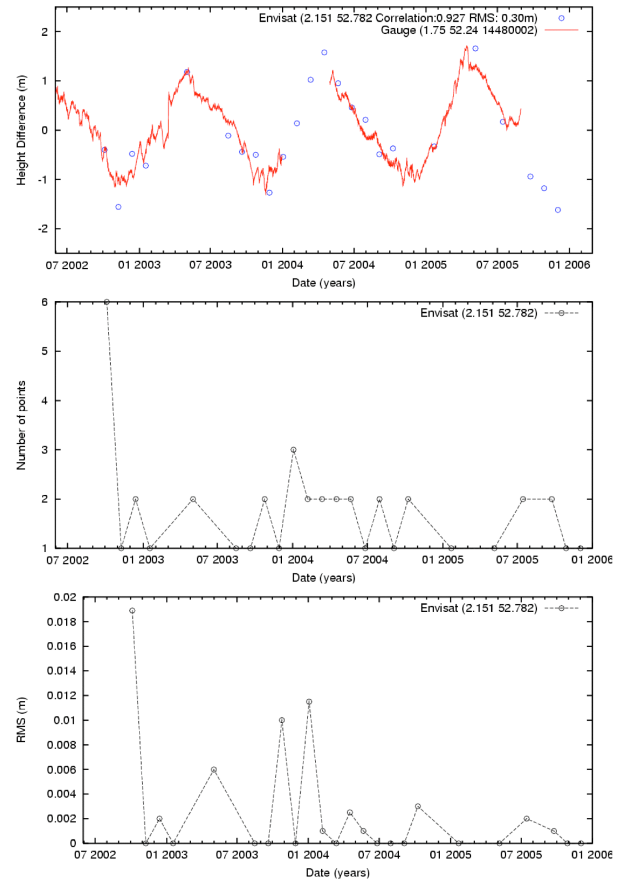 Envisat (2.151 52.782 Correlation:0.927 RMS: 0.30m)
Gauge (1.75 52.24 14480002)
Height Difference (m)
2
1
0
-1
-2
07 2002 01 2003 07 2003 01 2004 07 2004 01 2005 07 2005 01 2006
Date (years)
Envisat (2.151 52.782)
Number of points
6
5
4
3
2
1
07 2002 01 2003 07 2003 01 2004 07 2004 01 2005 07 2005 01 2006
Date (years)
Envisat (2.151 52.782)
RMS (m)
0.02
0.018
0.016
0.014
0.012
0.01
0.008
0.006
0.004
0.002
0
07 2002 01 2003 07 2003 01 2004 07 2004 01 2005 07 2005 01 2006
Date (years)